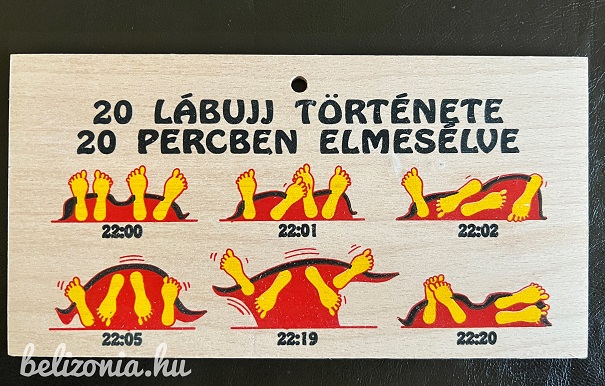 20 LÁBUJJ TÖRTÉNETE
20 PERCBEN ELMESÉLVE
22:00 22:01 22:02
22:05 22:19 22:20
belizonia.hu